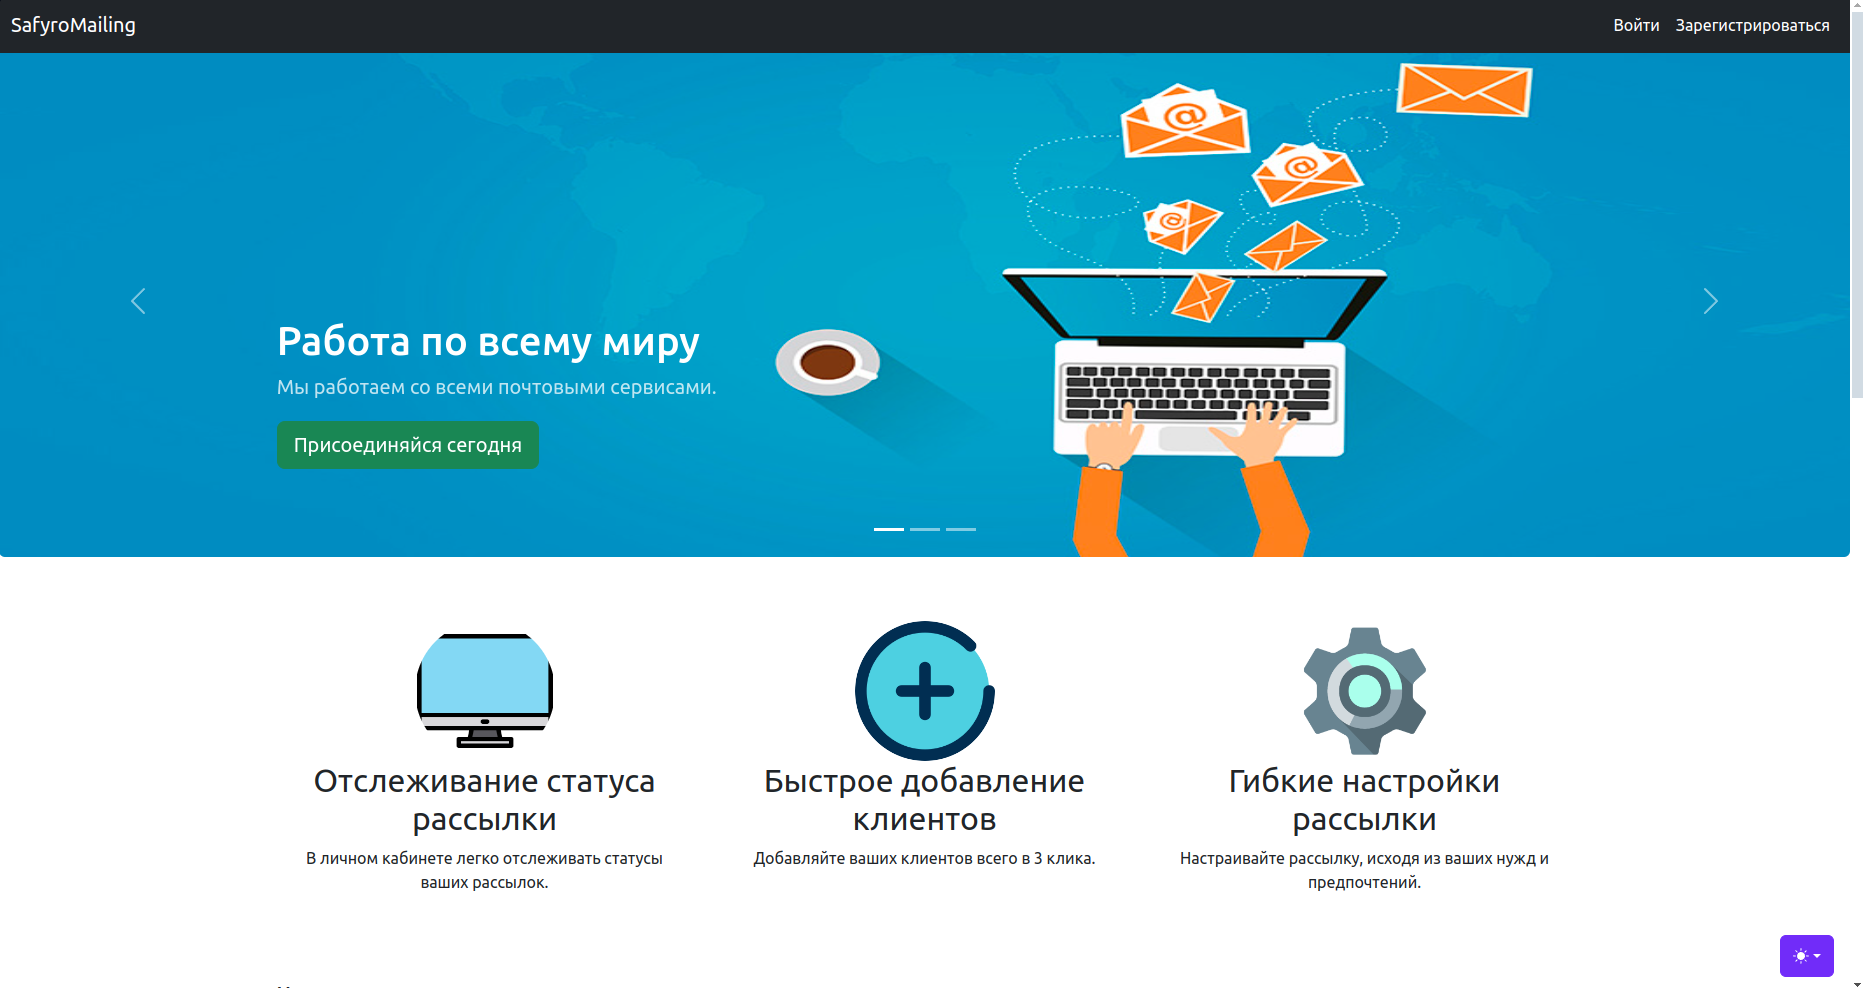 SafyroMailing
Войти Зарегистрироваться
@
@
@
Работа по всему миру
Мы работаем со всеми почтовыми сервисами.
Присоединяйся сегодня
Отслеживание статуса
рассылки
В личном кабинете легко отслеживать статусы
ваших рассылок.
Быстрое добавление
клиентов
Добавляйте ваших клиентов всего в 3 клика.
Гибкие настройки
рассылки
Настраивайте рассылку, исходя из ваших нужд и
предпочтений.